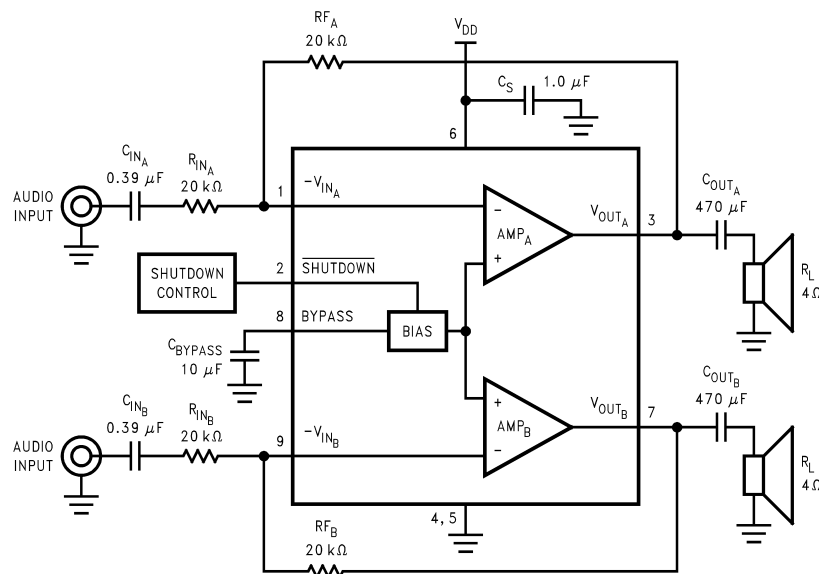 RF_A
20 kΩ
V_DD
C_S 1.0 μF
6
C_IN_A
0.39 μF
R_IN_A
20 kΩ
AUDIO
INPUT
1
-V_IN_A
-
AMP_A
+
V_OUT_A
3
C_OUT_A
470 μF
R_L
4Ω
SHUTDOWN
CONTROL
2
SHUTDOWN
8
BYPASS
BIAS
C_BYPASS
10 μF
C_IN_B
0.39 μF
R_IN_B
20 kΩ
AUDIO
INPUT
9
-V_IN_B
+
AMP_B
-
V_OUT_B
7
C_OUT_B
470 μF
R_L
4Ω
4, 5
RF_B
20 kΩ